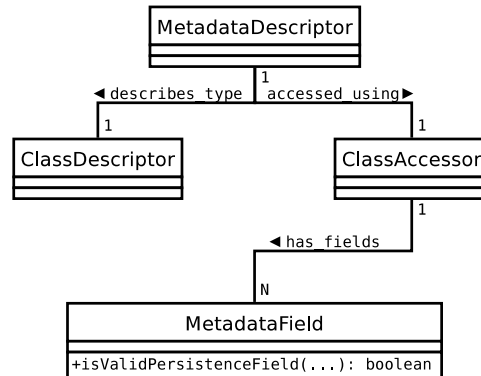 MetadataDescriptor
1
◄ describes_type accessed_using►
1 1
ClassDescriptor ClassAccessor
1
◄ has_fields
N
MetadataField
+isValidPersistenceField(...): boolean